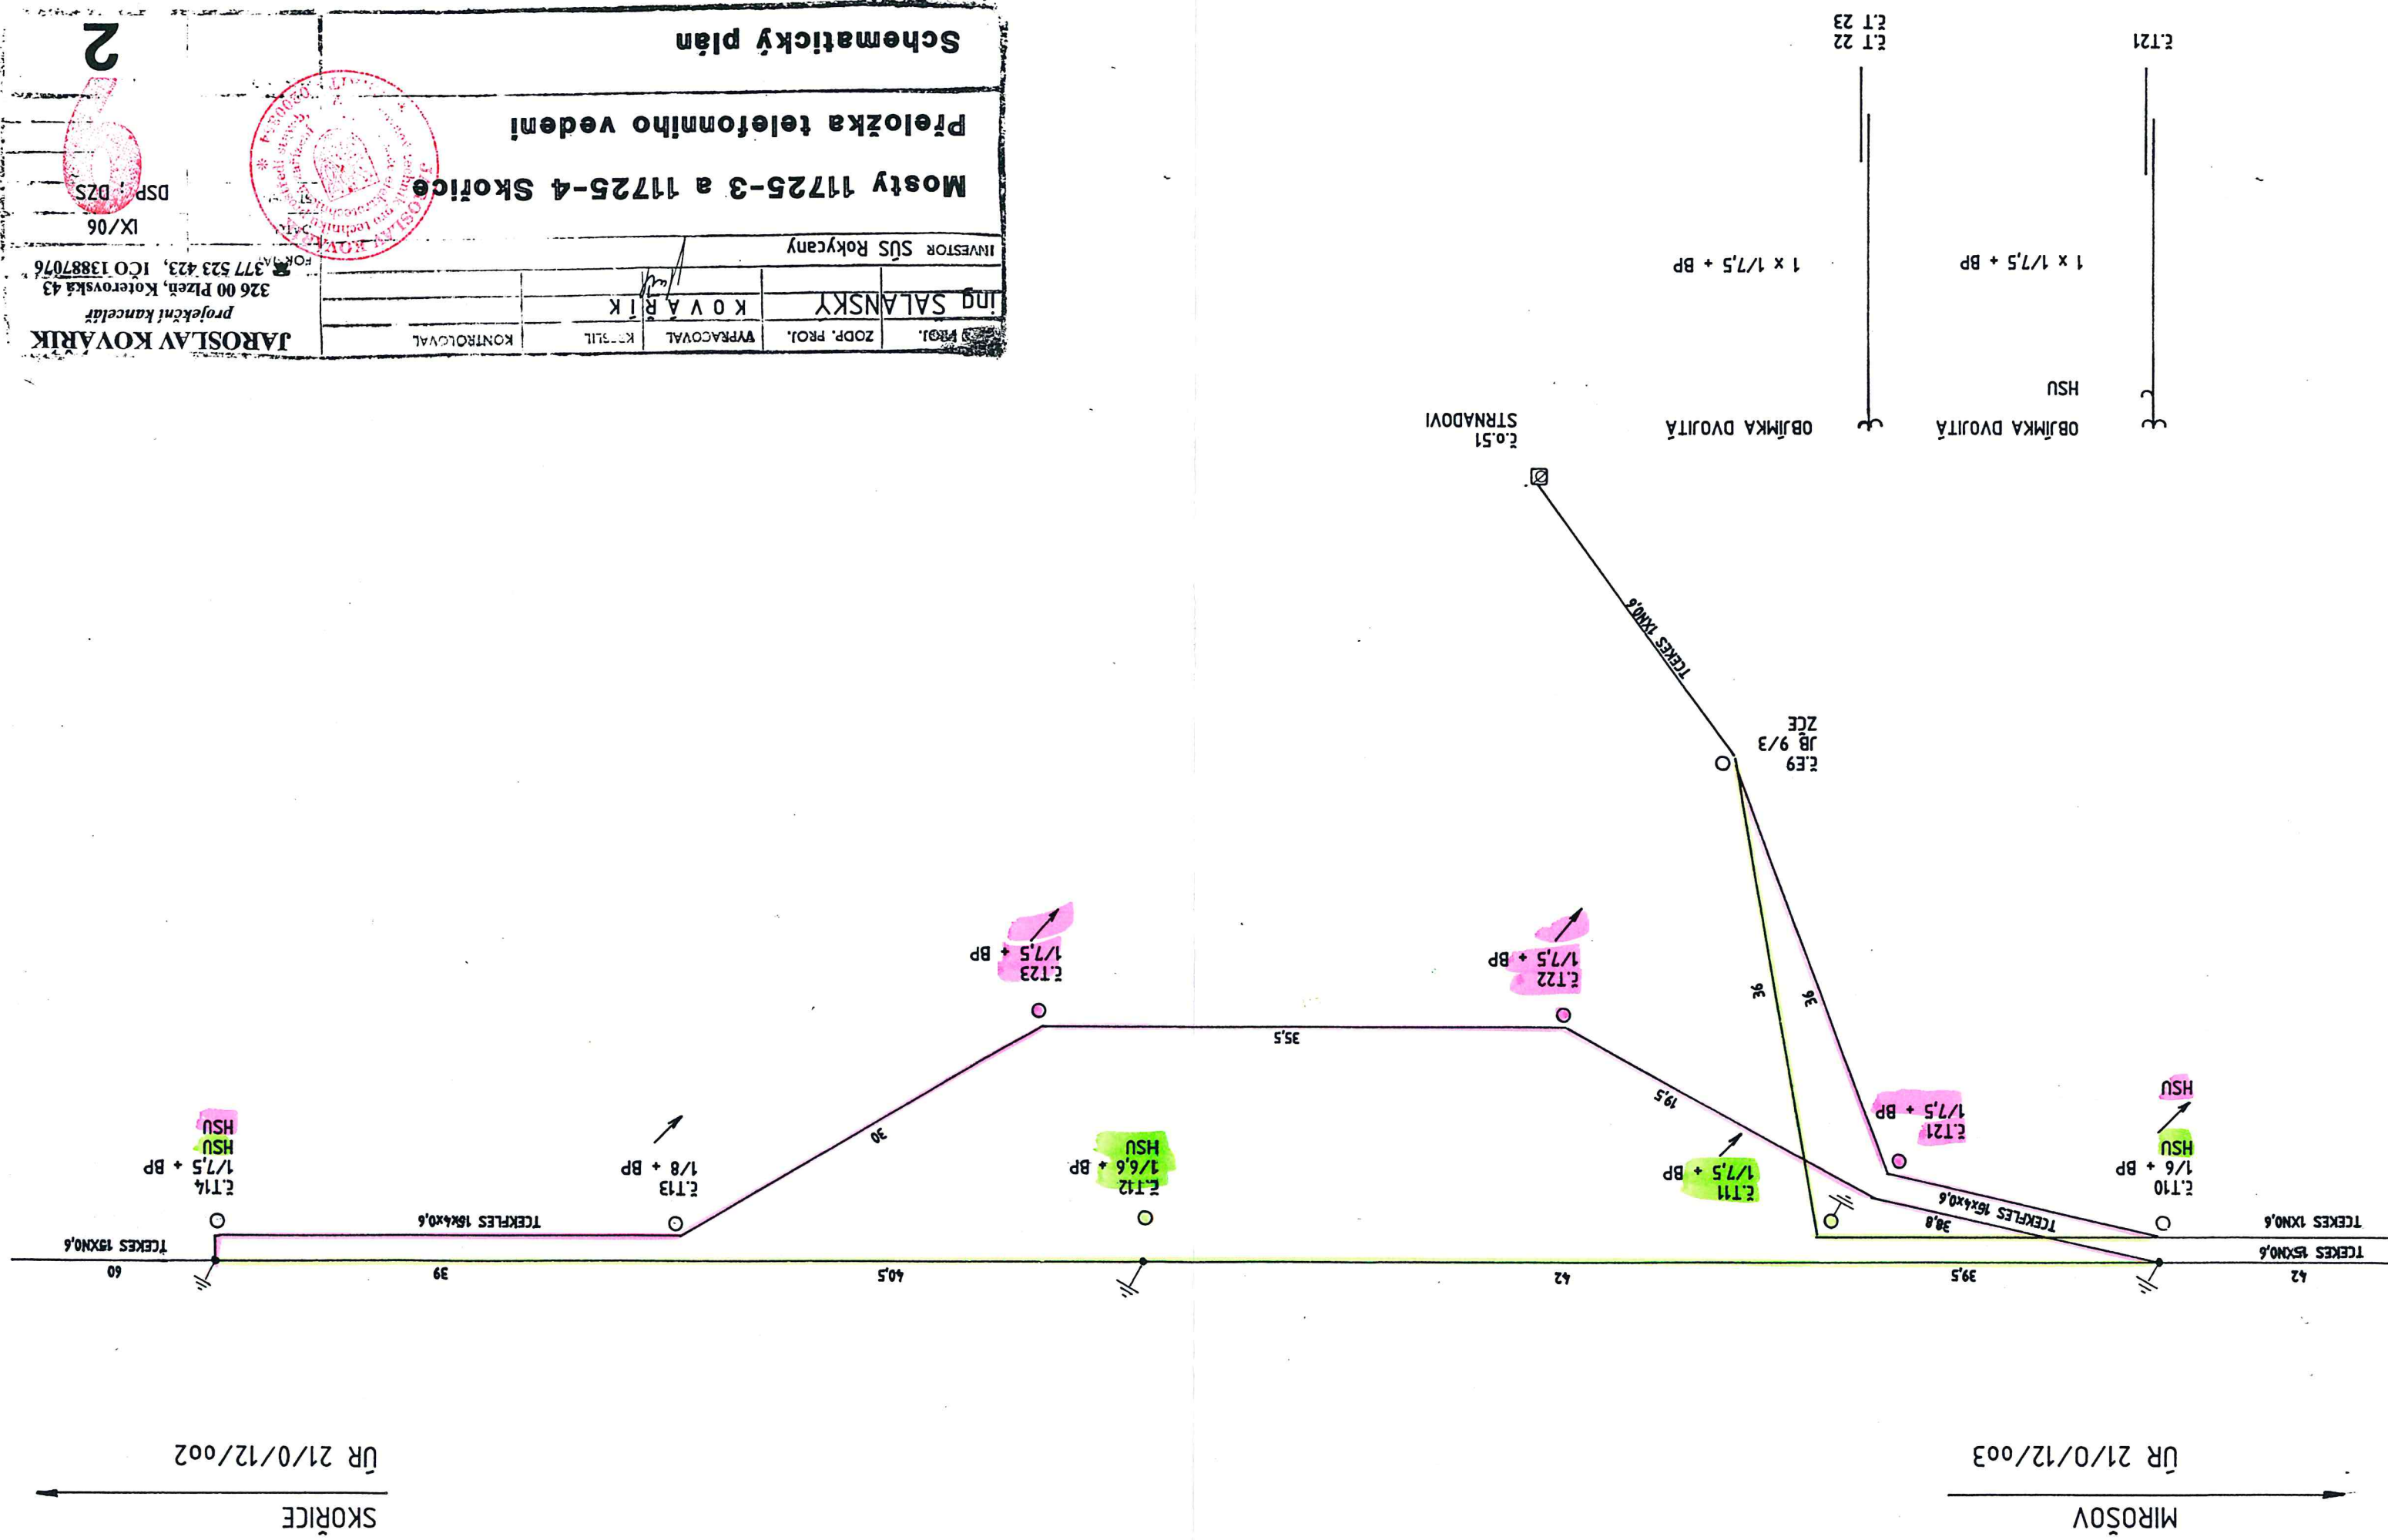 MIROŠOV
ÚR 21/0/12/oo3
SKOŘICE
ÚR 21/0/12/oo2
42
39,5
42
40,5
39
60
TCEKES 15XN0,6
TCEKES 1XN0,6
TCEKES 15XN0,6
38,8
TCEKFLES 16x4x0,6
TCEKFLES 16x4x0,6
č.T10
1/6 + BP
HSU
HSU
č.T21
1/7,5 + BP
č.T11
1/7,5 + BP
č.T12
1/6,6 + BP
HSU
č.T13
1/8 + BP
č.T14
1/7,5 + BP
HSU
HSU
19,5
30
35,5
36
36
č.T22
1/7,5 + BP
č.T23
1/7,5 + BP
č.E9
JB 9/3
ZČE
TCEKES 1XN0,6
č.o.51
STRNADOVI
OBJÍMKA DVOJITÁ
HSU
1 x 1/7,5 + BP
č.T21
OBJÍMKA DVOJITÁ
1 x 1/7,5 + BP
č.T 22
č.T 23
PROJ.
ZODP. PROJ.
VYPRACOVAL
KRESLIL
KONTROLOVAL
ing SALANSKÝ
KOVAŘÍK
INVESTOR SÚS Rokycany
JAROSLAV KOVAŘÍK
projekční kancelář
326 00 Plzeň, Koterovská 43
377 523 423, IČO 13887076
IX/06
DSP, DZS
Mosty 11725-3 a 11725-4 Skořice
Přeložka telefonního vedení
Schematický plán
6
2